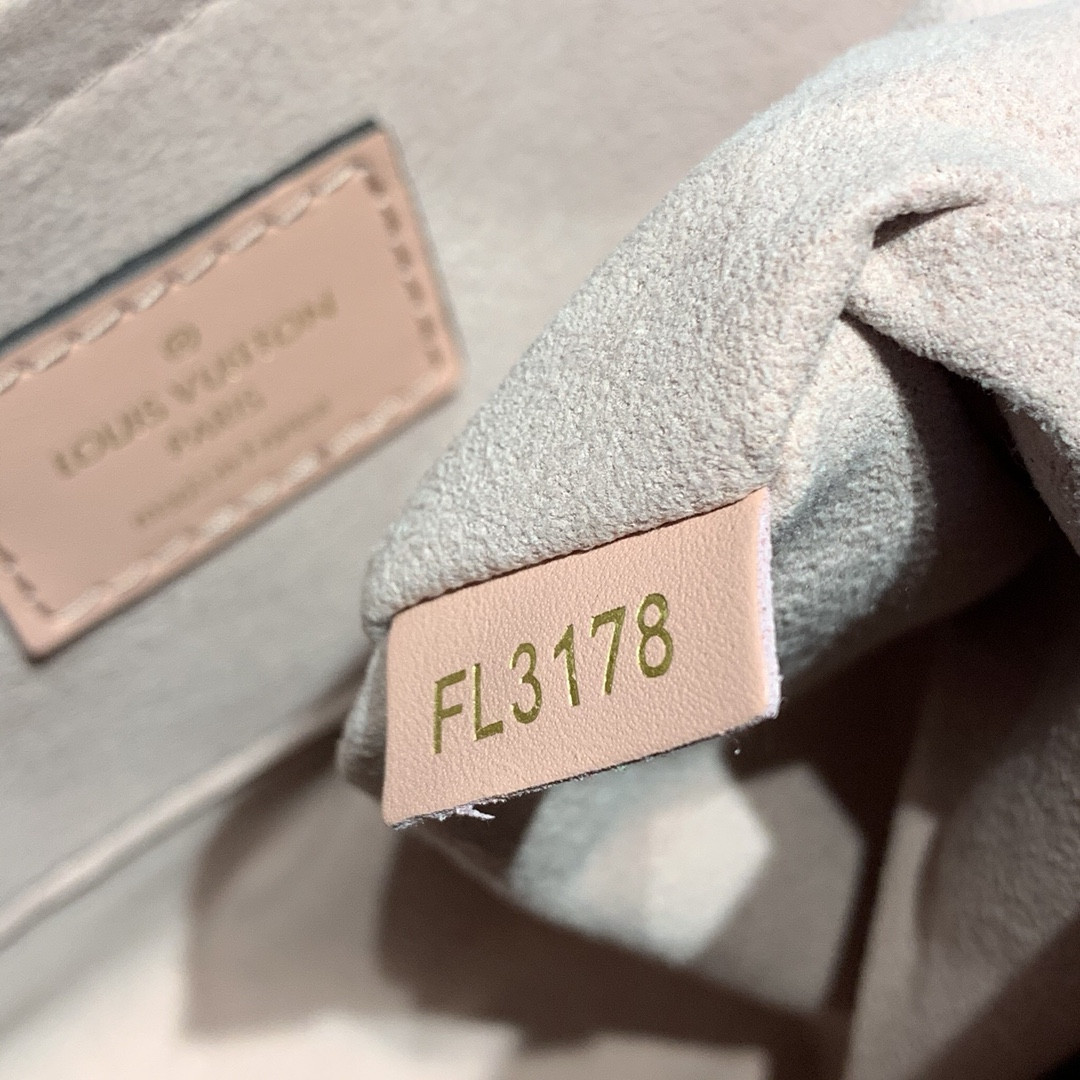 ®
LOUIS VUITTON
PARIS
FL3178